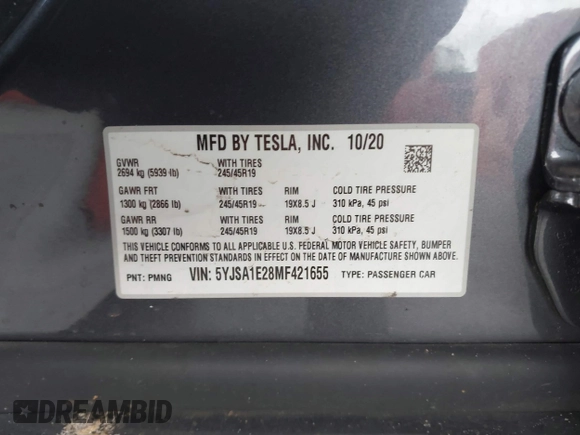 MFD BY TESLA, INC. 10/20
GVWR WITH TIRES
2694 kg (5939 lb) 245/45R19
GAWR FRT WITH TIRES RIM COLD TIRE PRESSURE
1300 kg (2866 lb) 245/45R19 19X8.5 J 310 kPa, 45 psi
GAWR RR WITH TIRES RIM COLD TIRE PRESSURE
1500 kg (3307 lb) 245/45R19 19X8.5 J 310 kPa, 45 psi
THIS VEHICLE CONFORMS TO ALL APPLICABLE U.S. FEDERAL MOTOR VEHICLE SAFETY, BUMPER
AND THEFT PREVENTION STANDARDS IN EFFECT ON THE DATE OF MANUFACTURE SHOWN ABOVE.
PNT: PMNG VIN: 5YJSA1E28MF421655 TYPE: PASSENGER CAR
DREAMBID